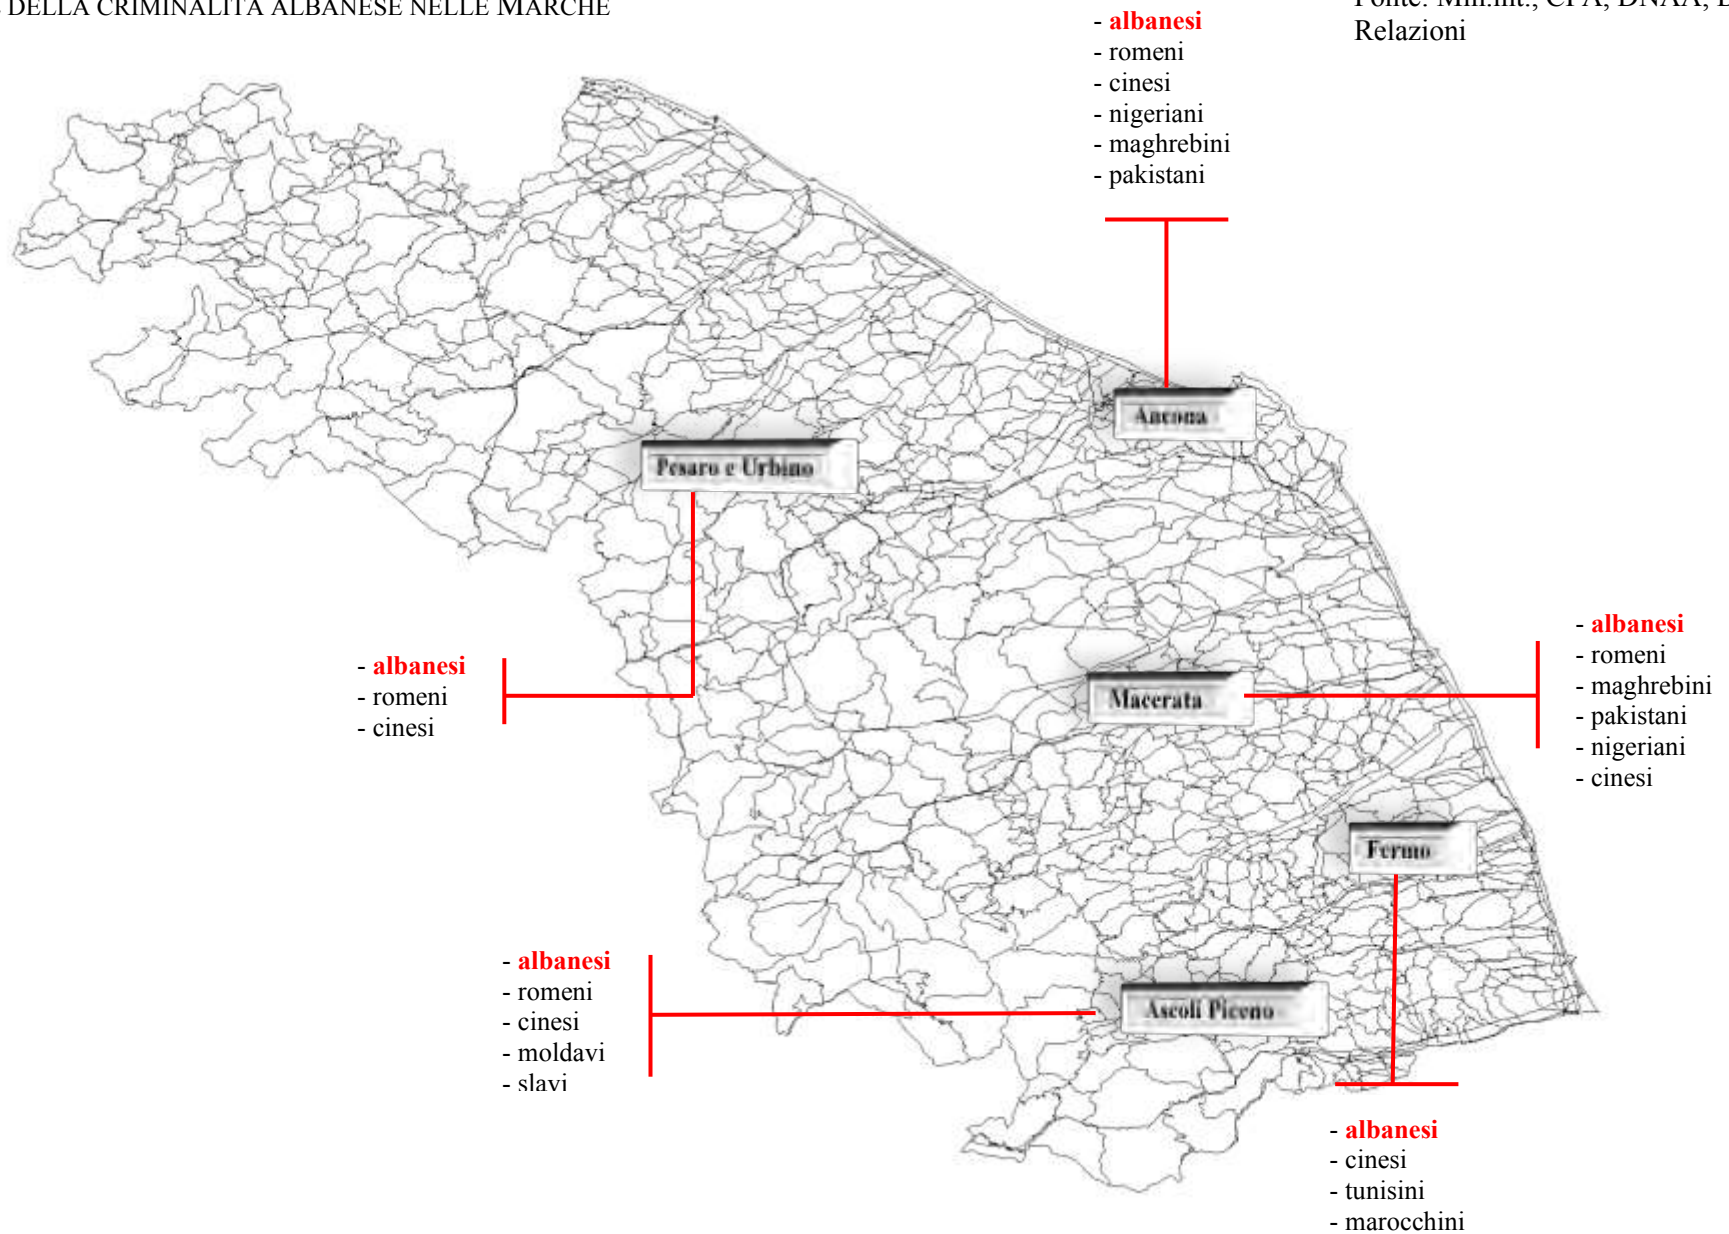 DELLA CRIMINALITÀ ALBANESE NELLE MARCHE
Relazioni
- albanesi
- romeni
- cinesi
- nigeriani
- maghrebini
- pakistani
Ancona
Pesaro e Urbino
- albanesi
- romeni
- cinesi
Macerata
- albanesi
- romeni
- maghrebini
- pakistani
- nigeriani
- cinesi
Fermo
- albanesi
- romeni
- cinesi
- moldavi
- slavi
Ascoli Piceno
- albanesi
- cinesi
- tunisini
- marocchini